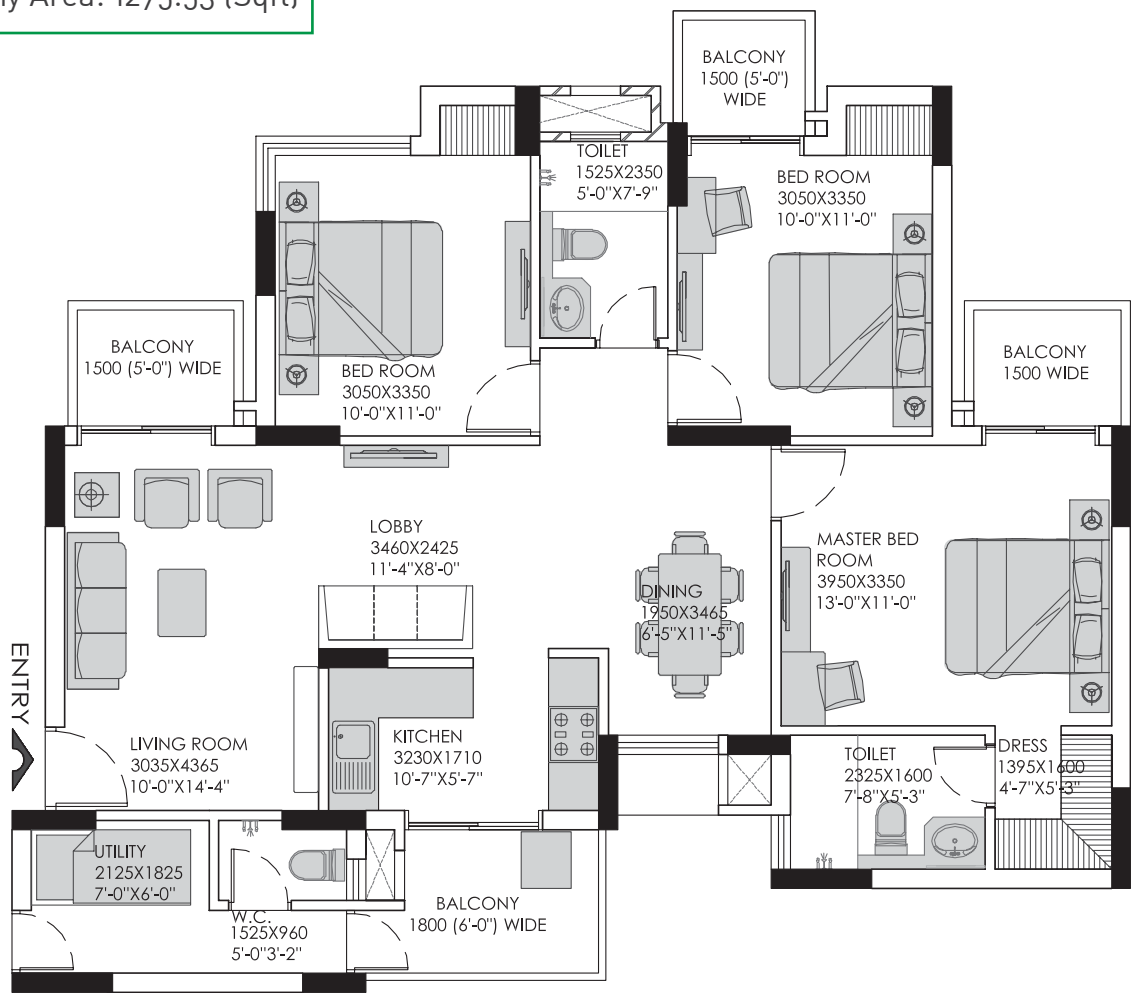 Area: 1275.53 (Sqft)
BALCONY
1500 (5'-0")
WIDE
TOILET
1525X2350
5'-0"X7'-9"
BED ROOM
3050X3350
10'-0"X11'-0"
BALCONY
1500 (5'-0") WIDE
BED ROOM
3050X3350
10'-0"X11'-0"
BALCONY
1500 WIDE
LOBBY
3460X2425
11'-4"X8'-0"
MASTER BED
ROOM
3950X3350
13'-0"X11'-0"
DINING
1950X3465
6'-5"X11'-5"
ENTRY
LIVING ROOM
3035X4365
10'-0"X14'-4"
KITCHEN
3230X1710
10'-7"X5'-7"
TOILET
2325X1600
7'-8"X5'-3"
DRESS
1395X1600
4'-7"X5'-3"
UTILITY
2125X1825
7'-0"X6'-0"
W.C.
1525X960
5'-0"3'-2"
BALCONY
1800 (6'-0") WIDE